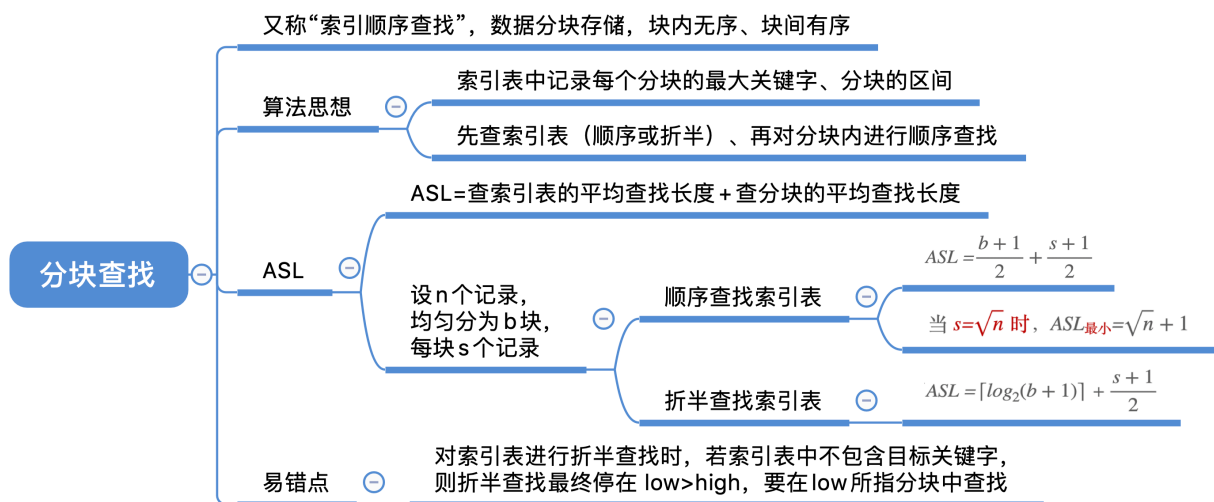 又称“索引顺序查找”，数据分块存储，块内无序、块间有序
算法思想
索引表中记录每个分块的最大关键字、分块的区间
先查索引表（顺序或折半）、再对分块内进行顺序查找
分块查找
ASL
ASL=查索引表的平均查找长度+查分块的平均查找长度
设n个记录，
均匀分为b块，
每块s个记录
顺序查找索引表
ASL=\frac{b+1}{2}+\frac{s+1}{2}
当 s=\sqrt{n} 时，ASL_{最小}=\sqrt{n}+1
折半查找索引表
ASL=⌈log_2(b+1)⌉+\frac{s+1}{2}
易错点
对索引表进行折半查找时，若索引表中不包含目标关键字，
则折半查找最终停在 low>high，要在low所指分块中查找